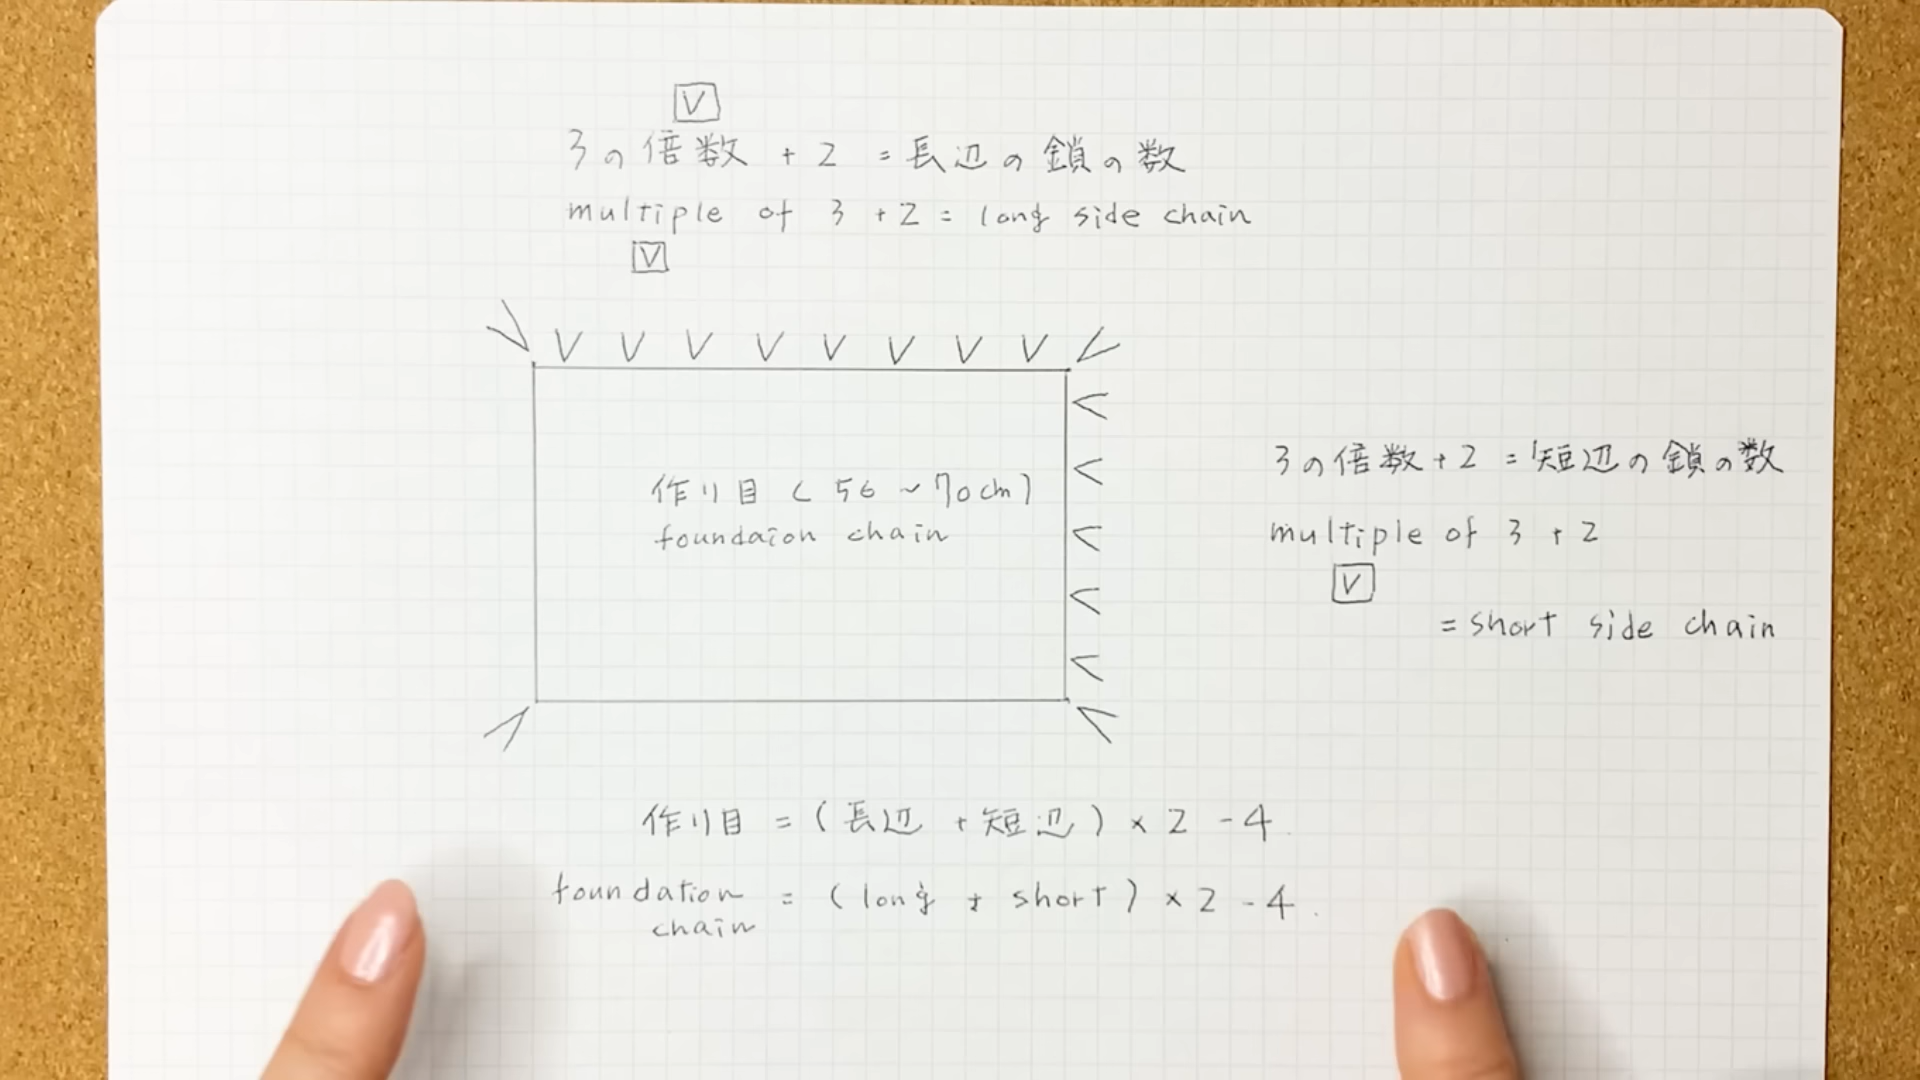 V
3の倍数 + 2 = 長辺の鎖の数
multiple of 3 + 2 = long side chain
V
作り目 ( 56 ~ 70cm)
foundaion chain
3の倍数 + 2 = 短辺の鎖の数
multiple of 3 + 2
V
= short side chain
作り目 = (長辺 + 短辺) × 2 - 4
foundation = (long + short) × 2 - 4.
chain